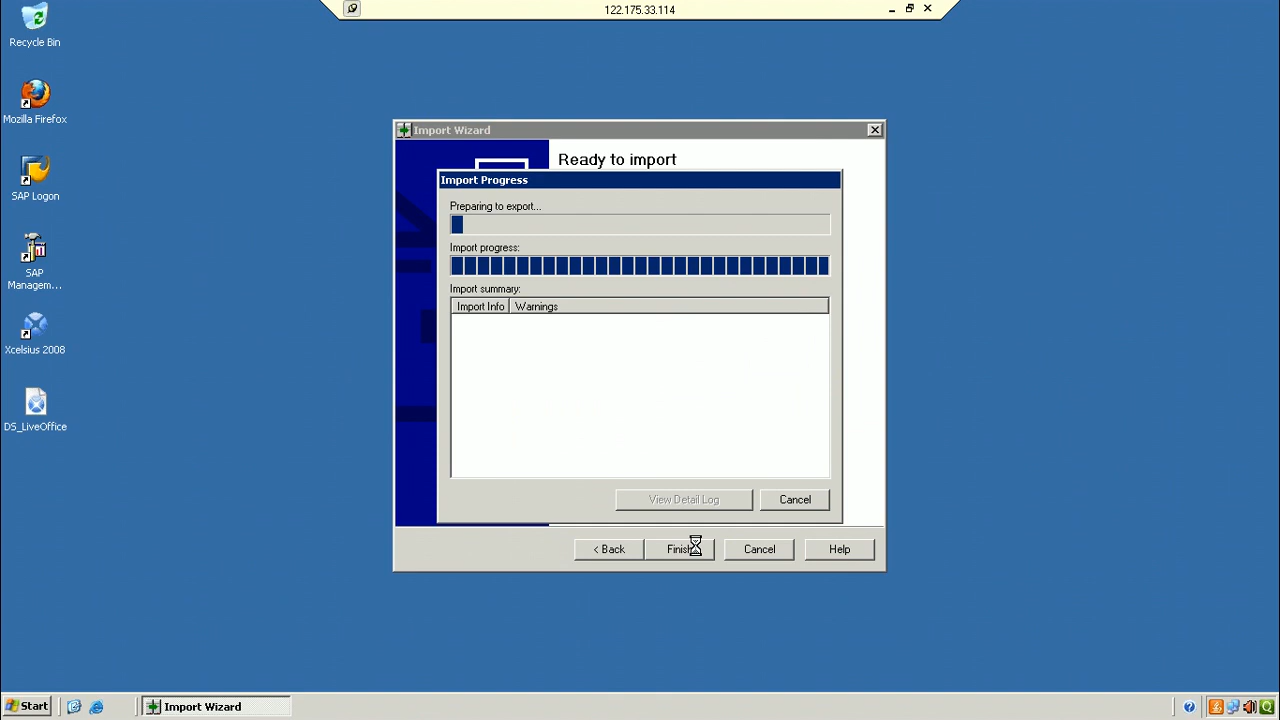 122.175.33.114
Recycle Bin
Mozilla Firefox
SAP Logon
SAP
Managem...
Xcelsius 2008
DS_LiveOffice
Import Wizard
Ready to import
Import Progress
Preparing to export...
Import progress:
Import summary:
Import Info Warnings
View Detail Log Cancel
< Back Finish Cancel Help
Start Import Wizard